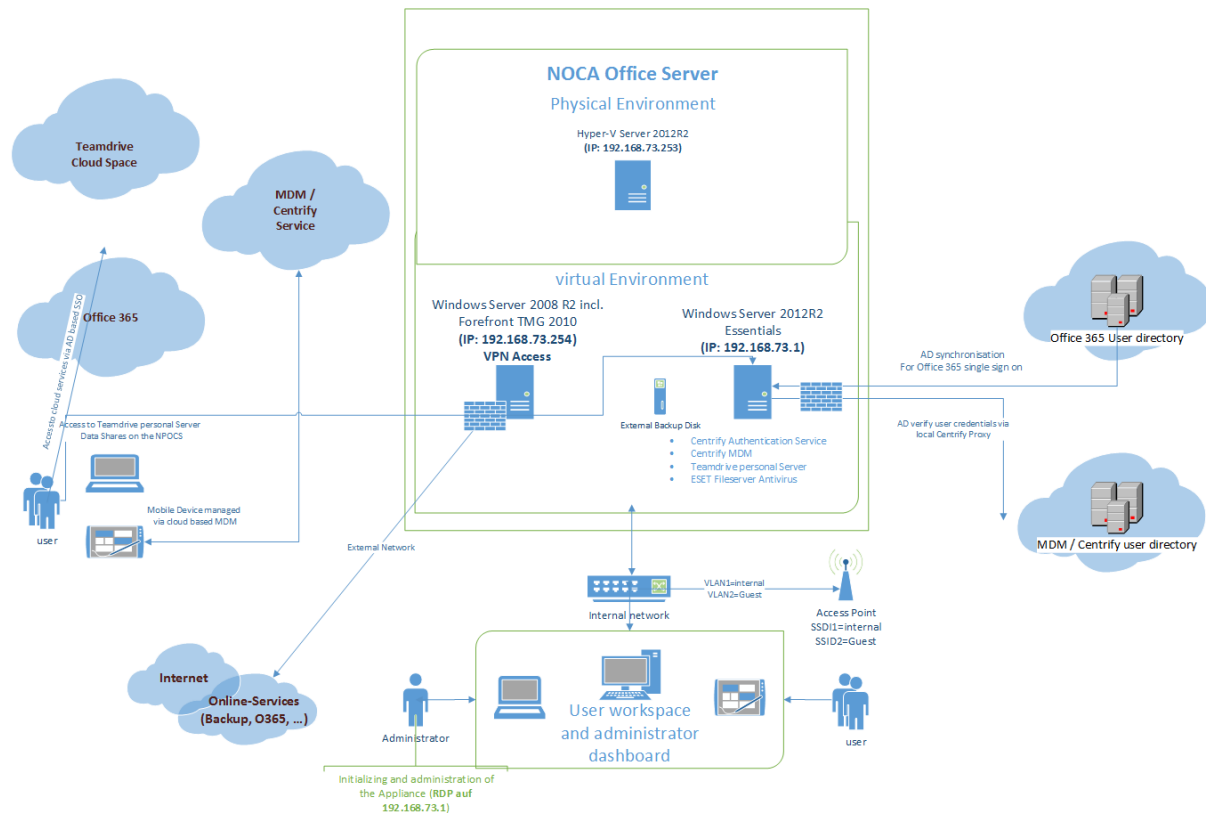 NOCA Office Server
Physical Environment
Hyper-V Server 2012R2
(IP: 192.168.73.253)
Teamdrive
Cloud Space
MDM /
Centrify
Service
Office 365
Access to cloud services via AD based SSO
virtual Environment
Windows Server 2008 R2 incl.
Forefront TMG 2010
(IP: 192.168.73.254)
VPN Access
Windows Server 2012R2
Essentials
(IP: 192.168.73.1)
External Backup Disk
• Centrify Authentication Service
• Centrify MDM
• Teamdrive personal Server
• ESET Fileserver Antivirus
Office 365 User directory
AD synchronisation
For Office 365 single sign on
AD verify user credentials via
local Centrify Proxy
MDM / Centrify user directory
Access to Teamdrive personal Server
Data Shares on the NPOCS
user
Mobile Device managed
via cloud based MDM
External Network
Internal network
VLAN1=internal
VLAN2=Guest
Access Point
SSDI1=internal
SSID2=Guest
Internet
Online-Services
(Backup, O365, ...)
Administrator
User workspace
and administrator
dashboard
user
Initializing and administration of
the Appliance (RDP auf
192.168.73.1)